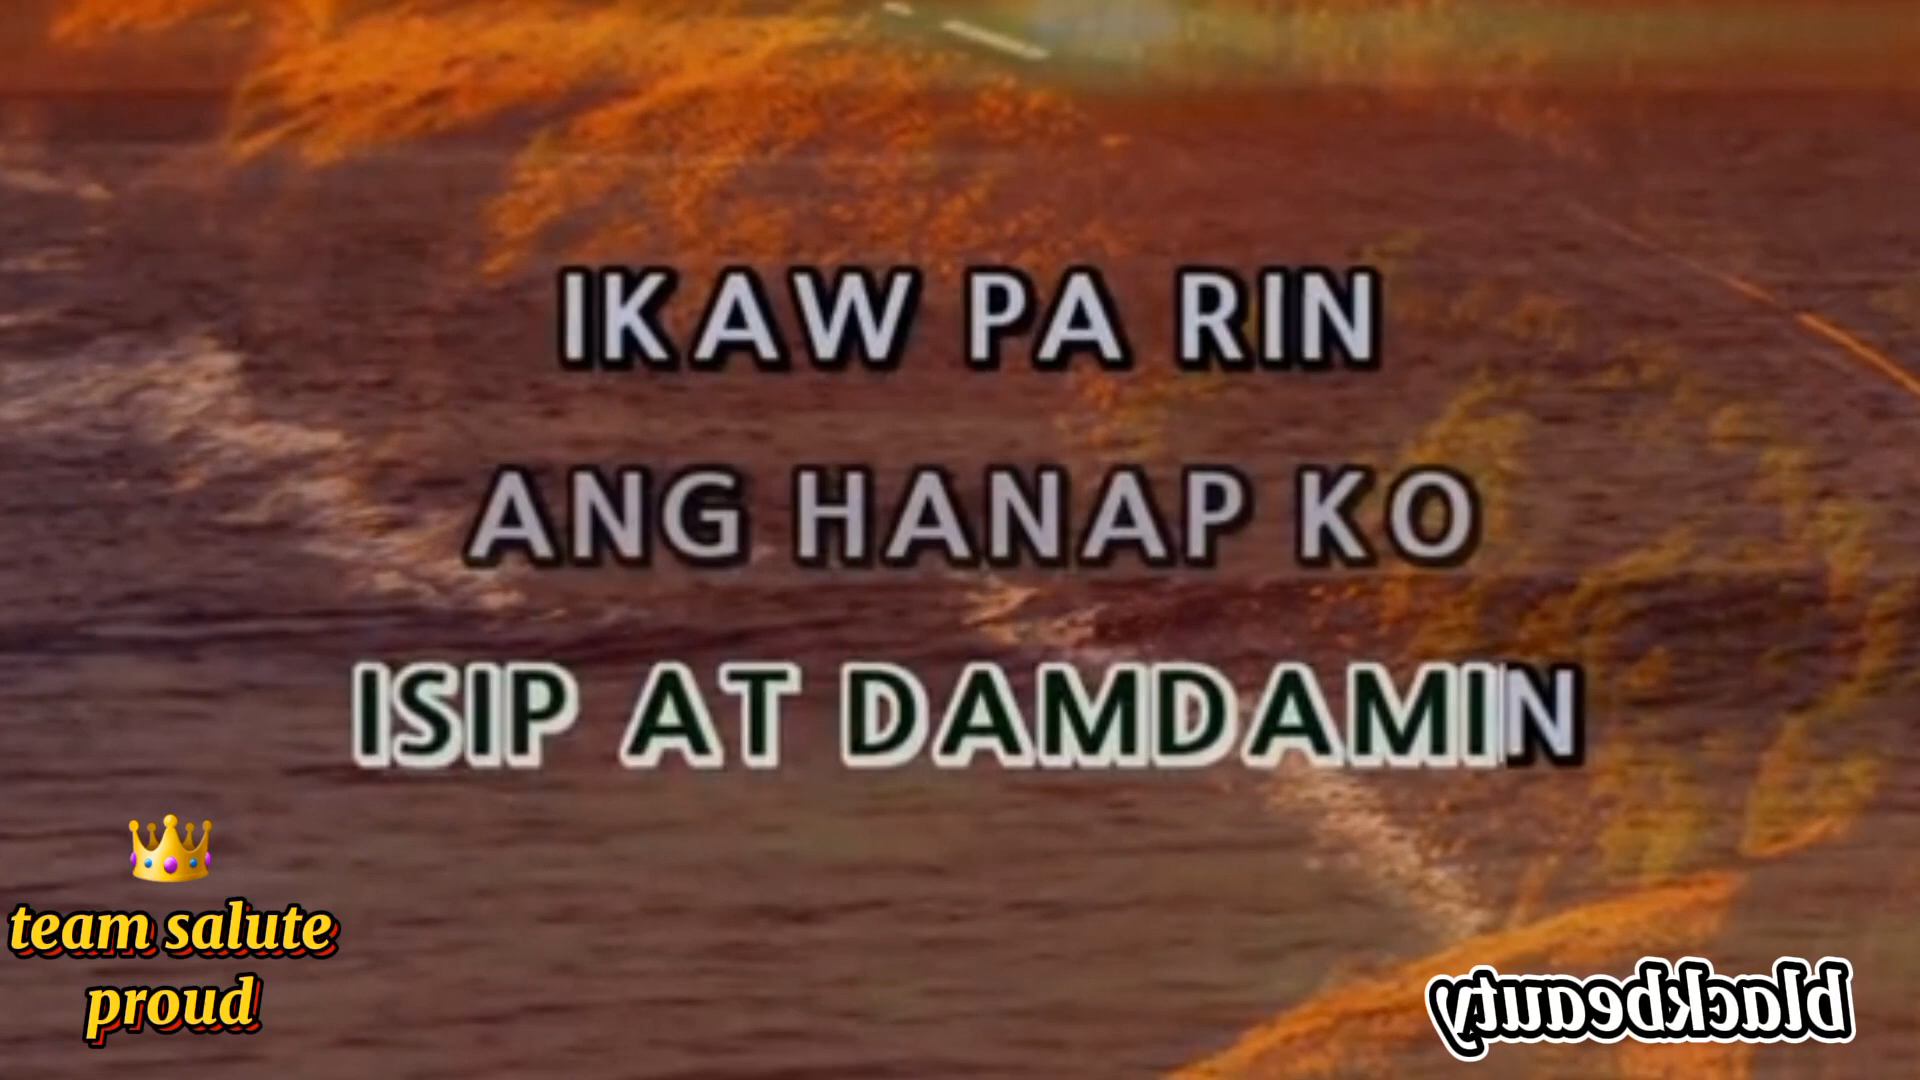 IKAW PA RIN
ANG HANAP KO
ISIP AT DAMDAMIN
team salute
proud
blackbeauty